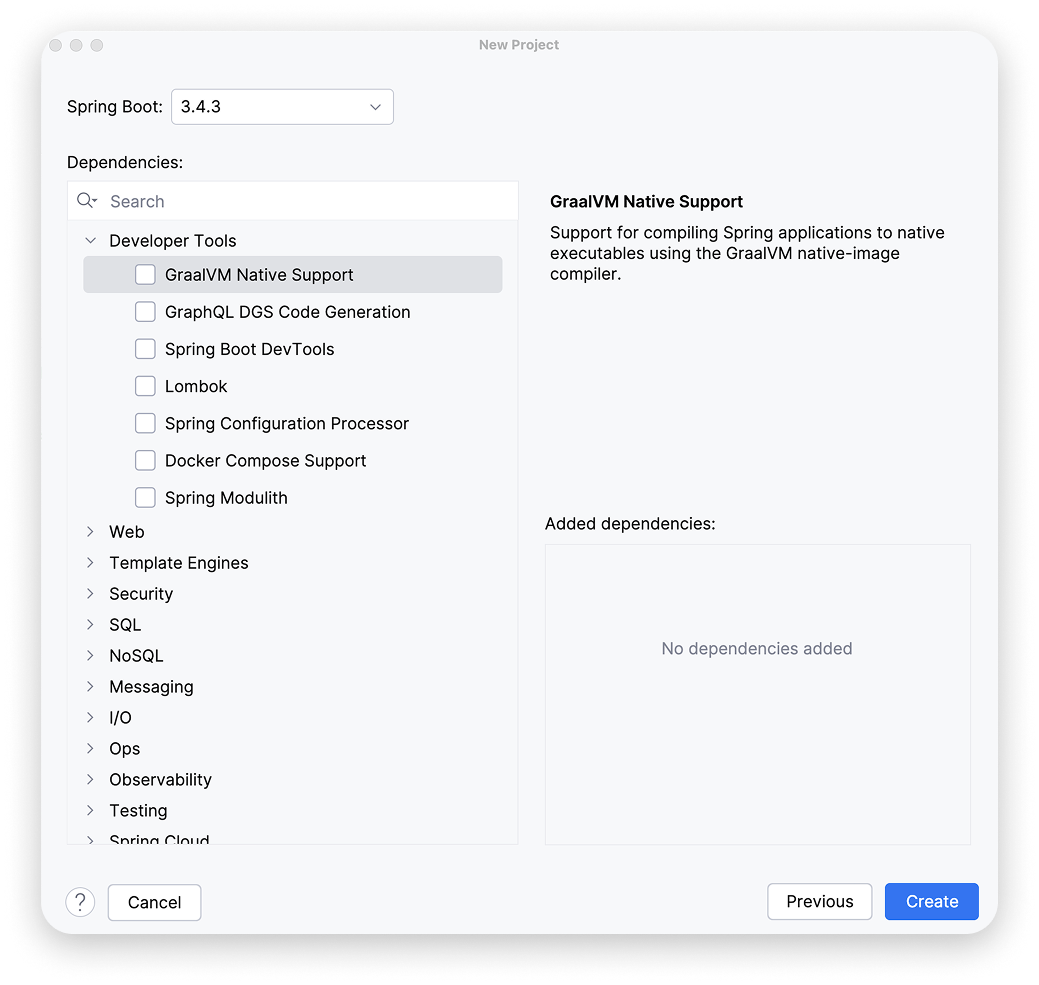 New Project
Spring Boot: 3.4.3
Dependencies:
Search
Developer Tools
GraalVM Native Support
GraphQL DGS Code Generation
Spring Boot DevTools
Lombok
Spring Configuration Processor
Docker Compose Support
Spring Modulith
Web
Template Engines
Security
SQL
NoSQL
Messaging
I/O
Ops
Observability
Testing
Spring Cloud
GraalVM Native Support
Support for compiling Spring applications to native
executables using the GraalVM native-image
compiler.
Added dependencies:
No dependencies added
? Cancel Previous Create